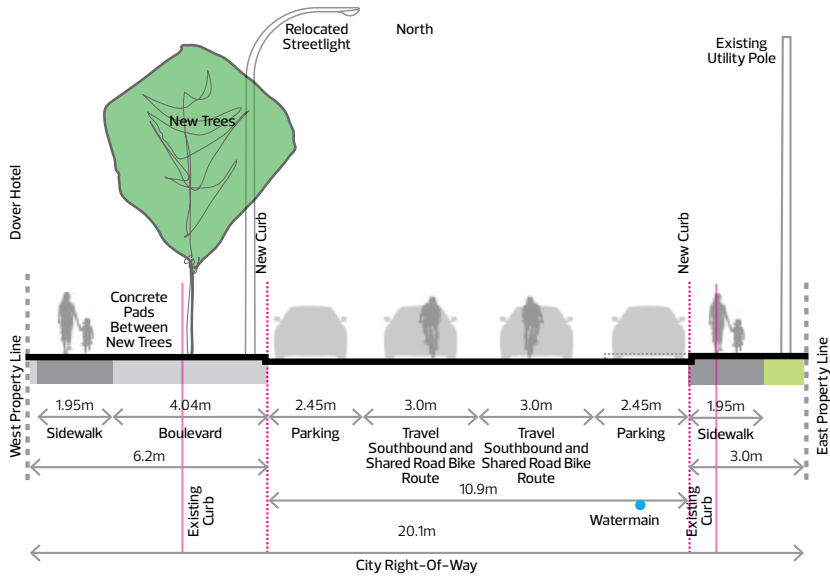 Relocated
Streetlight
North
Existing
Utility Pole
New Trees
Dover Hotel
New Curb
New Curb
Concrete
Pads
Between
New Trees
West Property Line
East Property Line
1.95m
4.04m
2.45m
3.0m
3.0m
2.45m
1.95m
Sidewalk
Boulevard
Parking
Travel
Southbound and
Shared Road Bike
Route
Travel
Southbound and
Shared Road Bike
Route
Parking
Sidewalk
6.2m
10.9m
3.0m
Existing
Curb
Watermain
Existing
Curb
20.1m
City Right-Of-Way